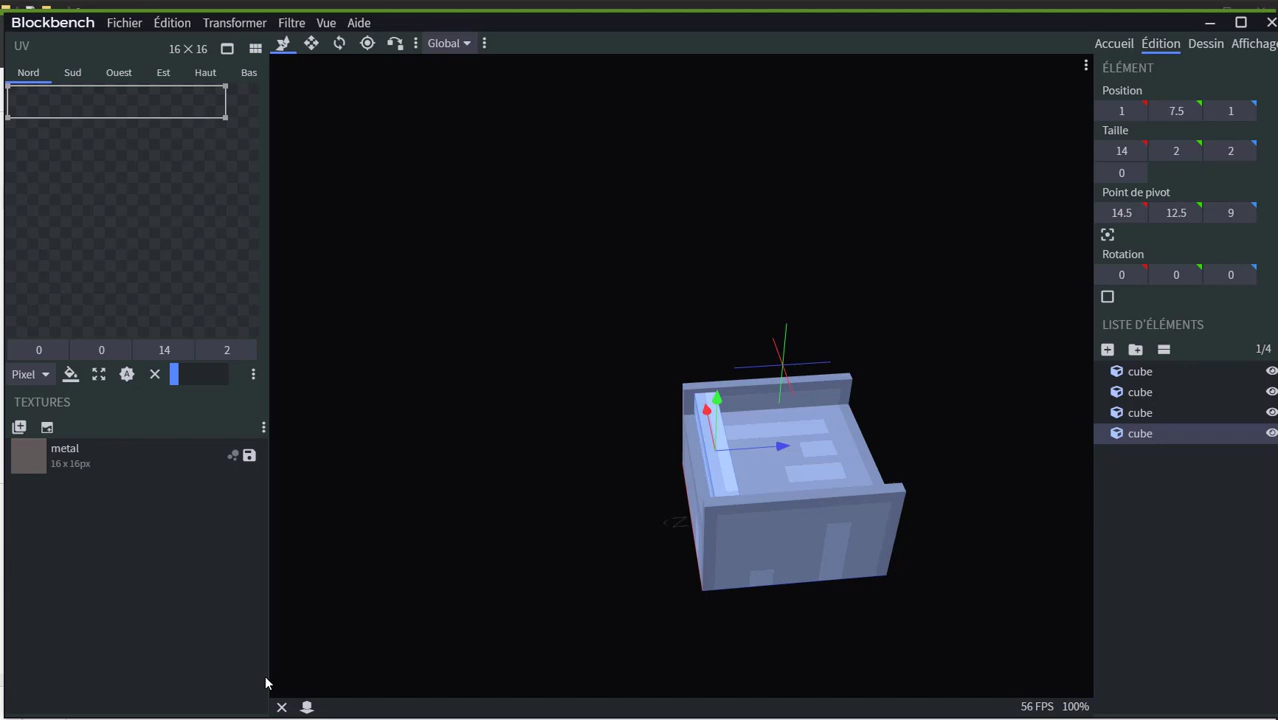 Blockbench Fichier Édition Transformer Filtre Vue Aide
UV 16 × 16
Global
Accueil Édition Dessin Affichage
Nord Sud Ouest Est Haut Bas
ÉLÉMENT
Position
1 7.5 1
Taille
14 2 2
0
Point de pivot
14.5 12.5 9
Rotation
0 0 0
LISTE D'ÉLÉMENTS
1/4
cube
cube
cube
cube
0 0 14 2
Pixel
TEXTURES
metal
16 x 16px
Z
56 FPS 100%